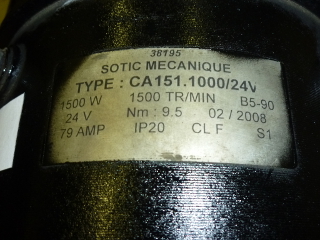 38195
SOTIC MECANIQUE
TYPE : CA151.1000/24V
1500 W 1500 TR/MIN B5-90
24 V Nm : 9.5 02 / 2008
79 AMP IP20 CL F S1